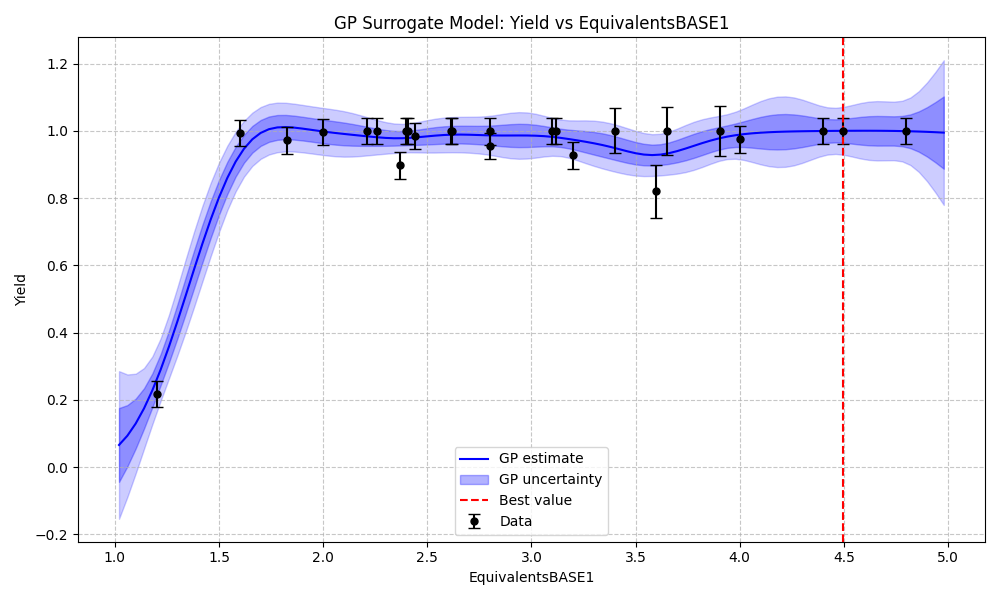 GP Surrogate Model: Yield vs EquivalentsBASE1
Yield
1.2
1.0
0.8
0.6
0.4
0.2
0.0
−0.2
GP estimate
GP uncertainty
Best value
Data
1.0 1.5 2.0 2.5 3.0 3.5 4.0 4.5 5.0
EquivalentsBASE1